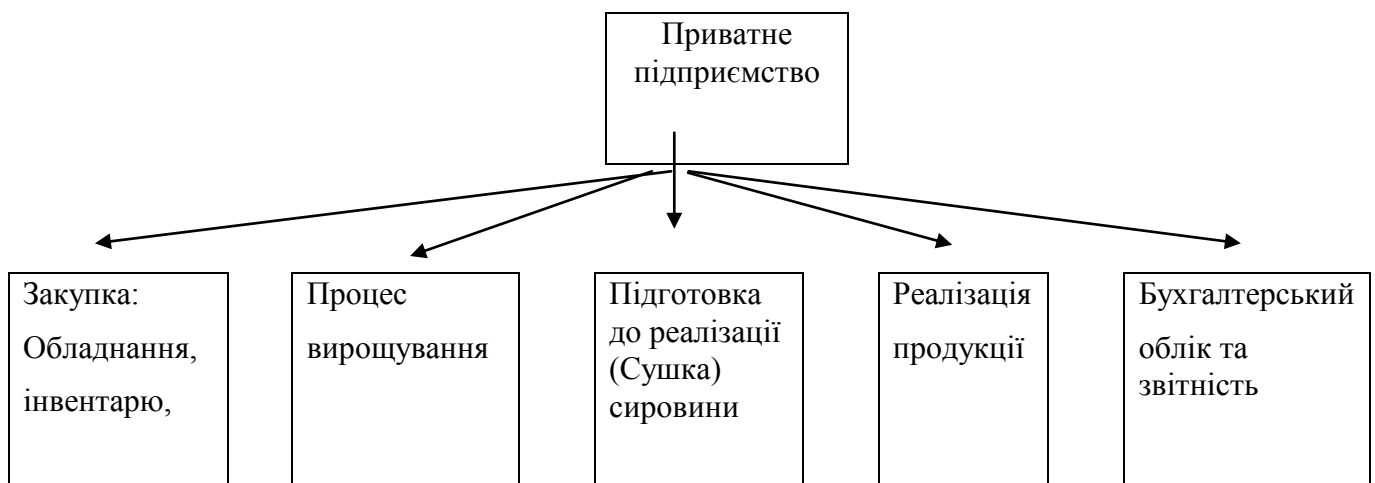 Приватне
підприємство
Закупка:
Обладнання,
інвентарю,
Процес
вирощування
Підготовка
до реалізації
(Сушка)
сировини
Реалізація
продукції
Бухгалтерський
облік та
звітність